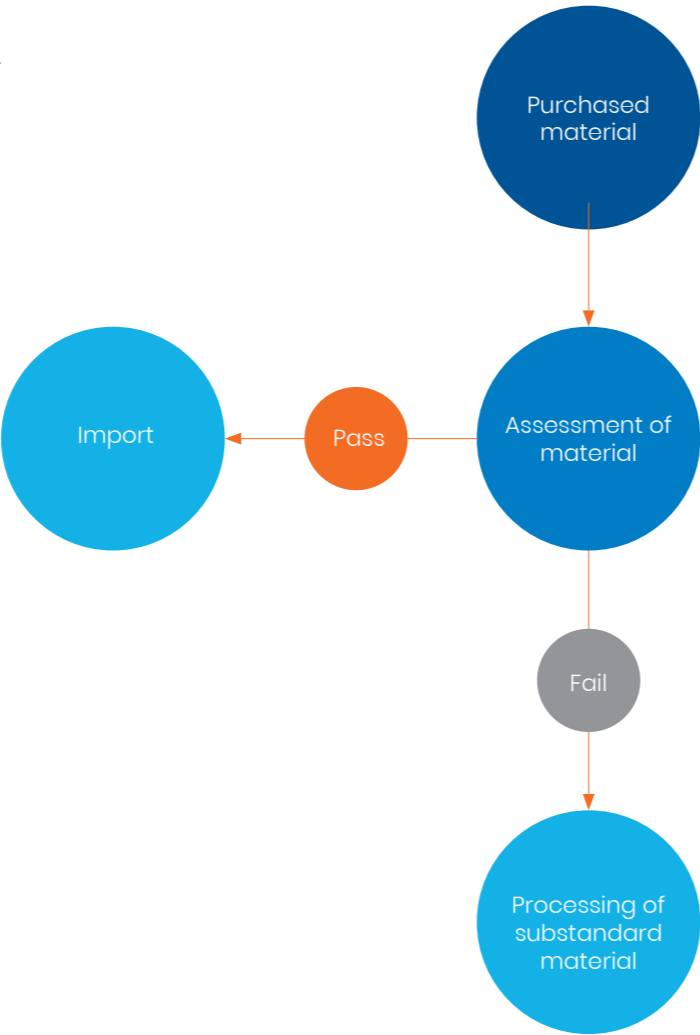 Purchased
material
Import
Pass
Assessment of
material
Fail
Processing of
substandard
material